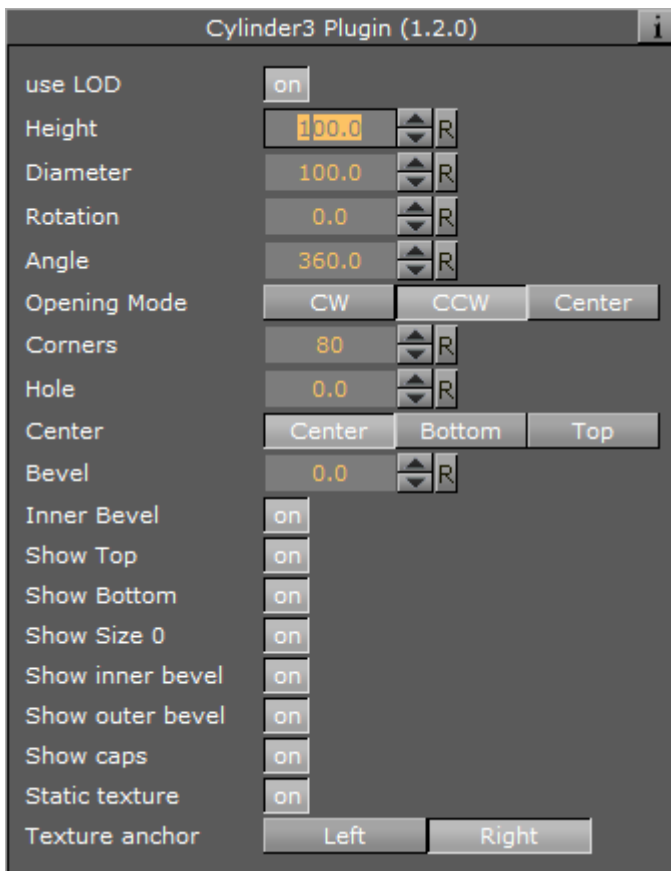 Cylinder3 Plugin (1.2.0) i
use LOD on
Height 100.0 R
Diameter 100.0 R
Rotation 0.0 R
Angle 360.0 R
Opening Mode CW CCW Center
Corners 80 R
Hole 0.0 R
Center Center Bottom Top
Bevel 0.0 R
Inner Bevel on
Show Top on
Show Bottom on
Show Size 0 on
Show inner bevel on
Show outer bevel on
Show caps on
Static texture on
Texture anchor Left Right